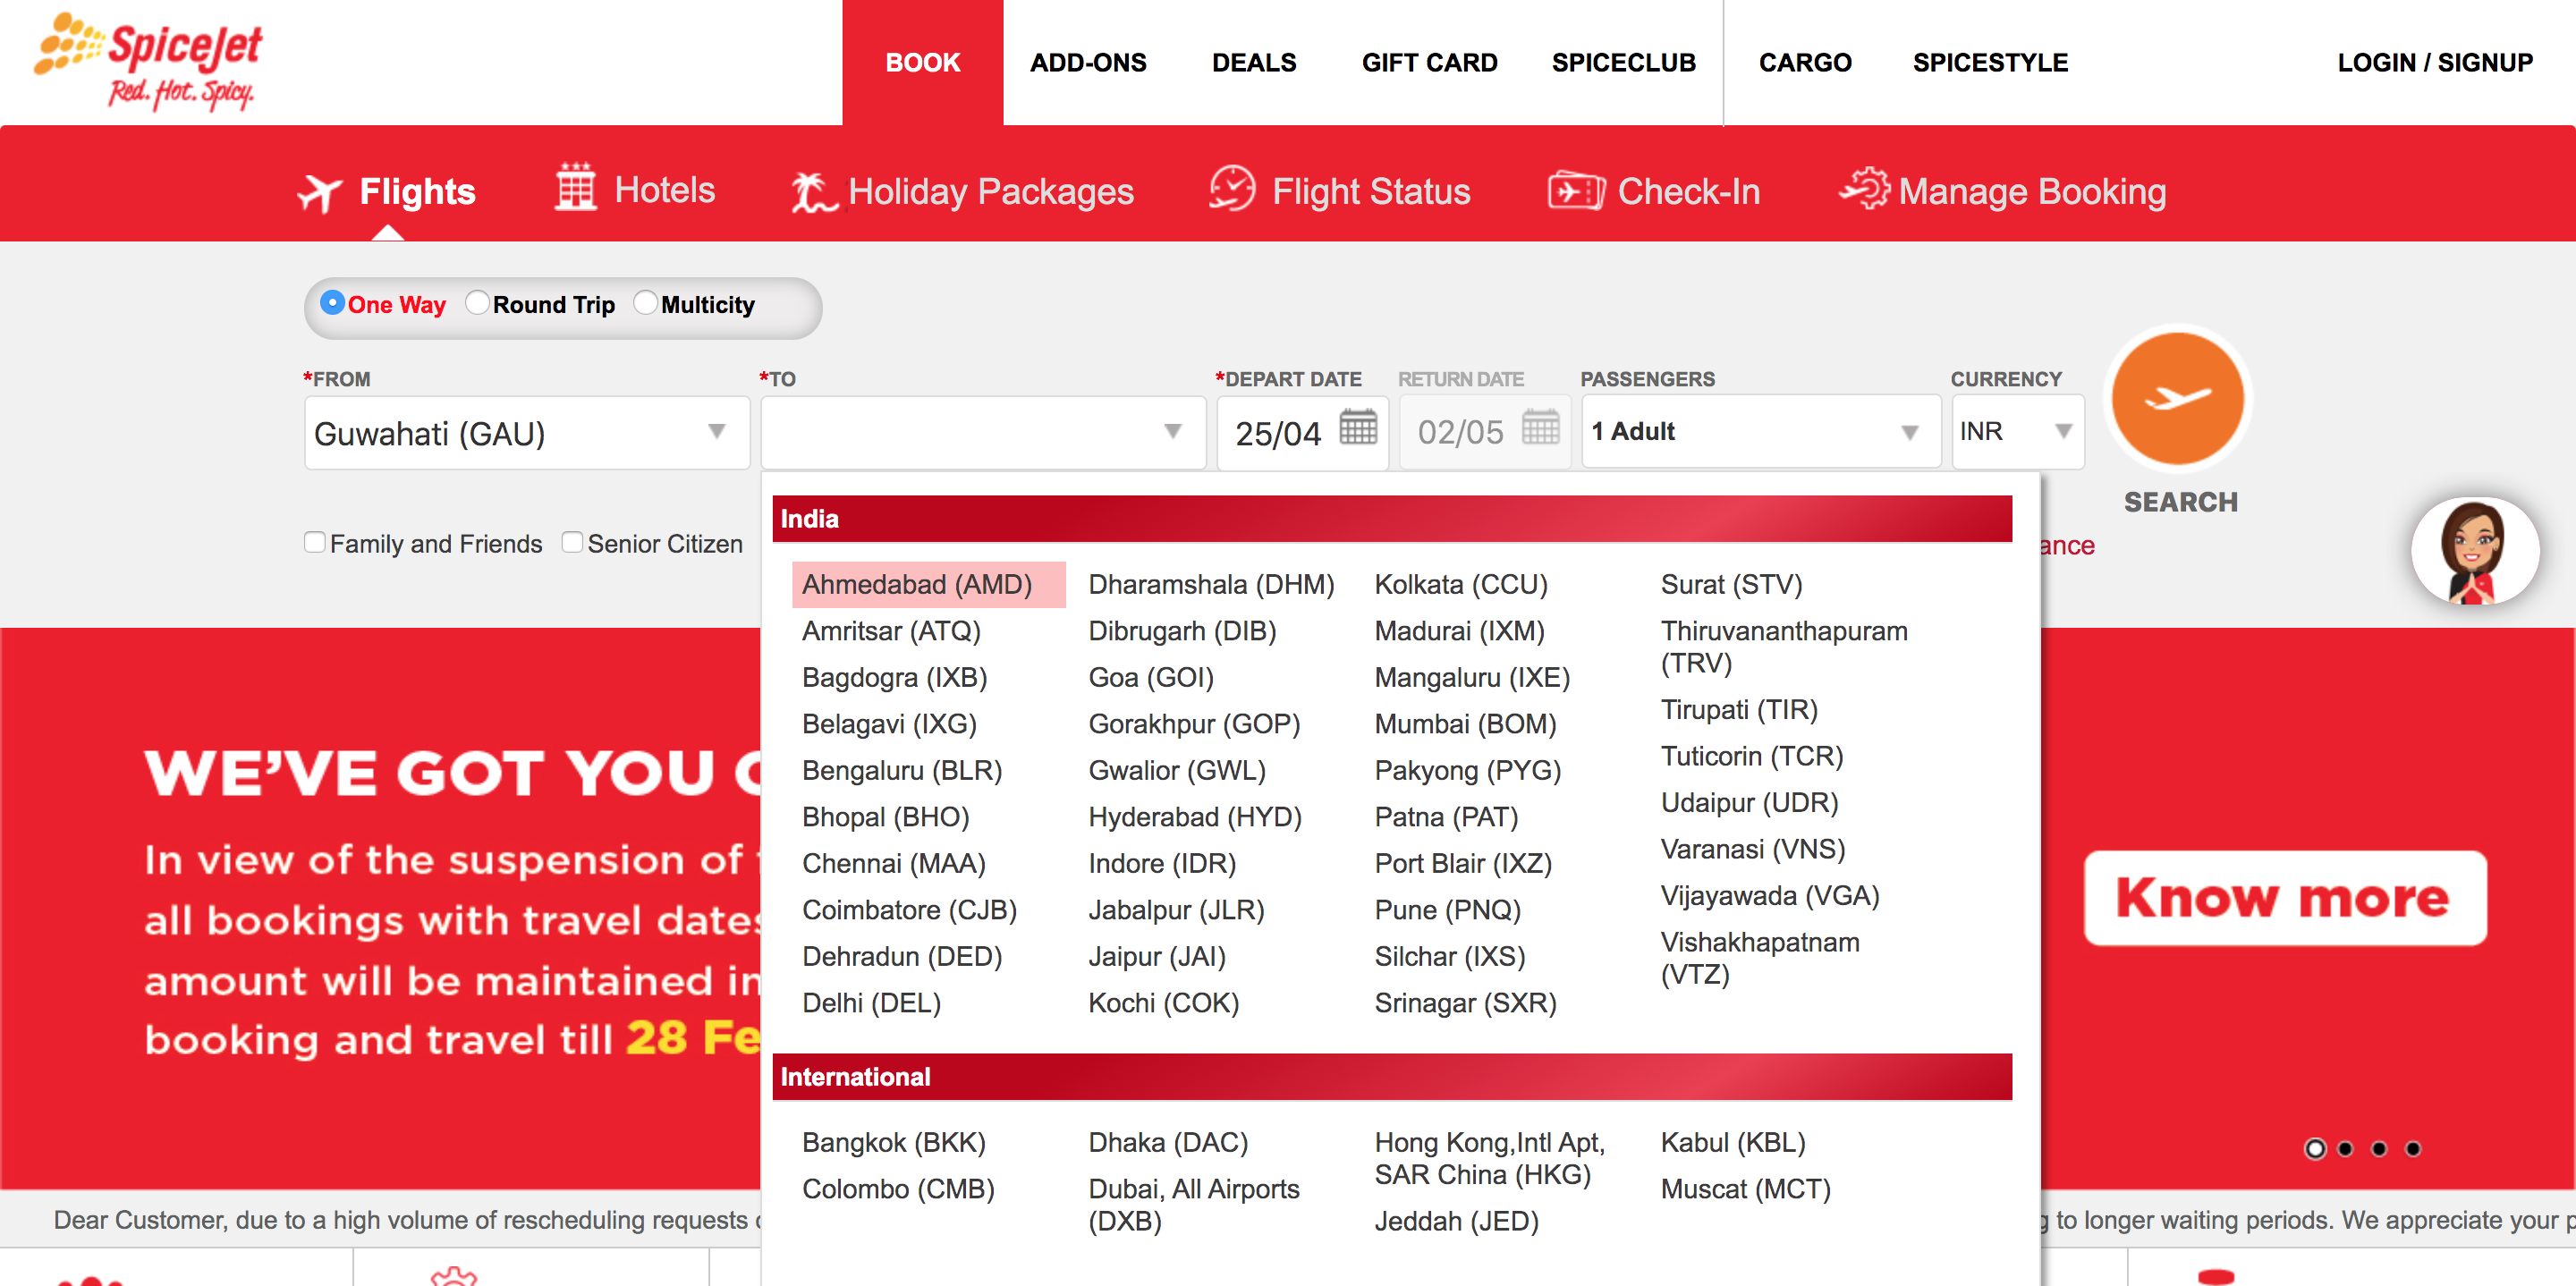 SpiceJet
Red. Hot. Spicy.
BOOK
ADD-ONS
DEALS
GIFT CARD
SPICECLUB
CARGO
SPICESTYLE
LOGIN / SIGNUP
Flights
Hotels
Holiday Packages
Flight Status
Check-In
Manage Booking
One Way
Round Trip
Multicity
*FROM
*TO
*DEPART DATE
RETURN DATE
PASSENGERS
CURRENCY
Guwahati (GAU)
25/04
02/05
1 Adult
INR
SEARCH
Family and Friends
Senior Citizen
ance
India
Ahmedabad (AMD)
Amritsar (ATQ)
Bagdogra (IXB)
Belagavi (IXG)
Bengaluru (BLR)
Bhopal (BHO)
Chennai (MAA)
Coimbatore (CJB)
Dehradun (DED)
Delhi (DEL)
Dharamshala (DHM)
Dibrugarh (DIB)
Goa (GOI)
Gorakhpur (GOP)
Gwalior (GWL)
Hyderabad (HYD)
Indore (IDR)
Jabalpur (JLR)
Jaipur (JAI)
Kochi (COK)
Kolkata (CCU)
Madurai (IXM)
Mangaluru (IXE)
Mumbai (BOM)
Pakyong (PYG)
Patna (PAT)
Port Blair (IXZ)
Pune (PNQ)
Silchar (IXS)
Srinagar (SXR)
Surat (STV)
Thiruvananthapuram
(TRV)
Tirupati (TIR)
Tuticorin (TCR)
Udaipur (UDR)
Varanasi (VNS)
Vijayawada (VGA)
Vishakhapatnam
(VTZ)
International
Bangkok (BKK)
Colombo (CMB)
Dhaka (DAC)
Dubai, All Airports
(DXB)
Hong Kong,Intl Apt,
SAR China (HKG)
Jeddah (JED)
Kabul (KBL)
Muscat (MCT)
WE'VE GOT YOU
In view of the suspension of
all bookings with travel dates
amount will be maintained in
booking and travel till 28 Fe
Know more
Dear Customer, due to a high volume of rescheduling requests
to longer waiting periods. We appreciate your